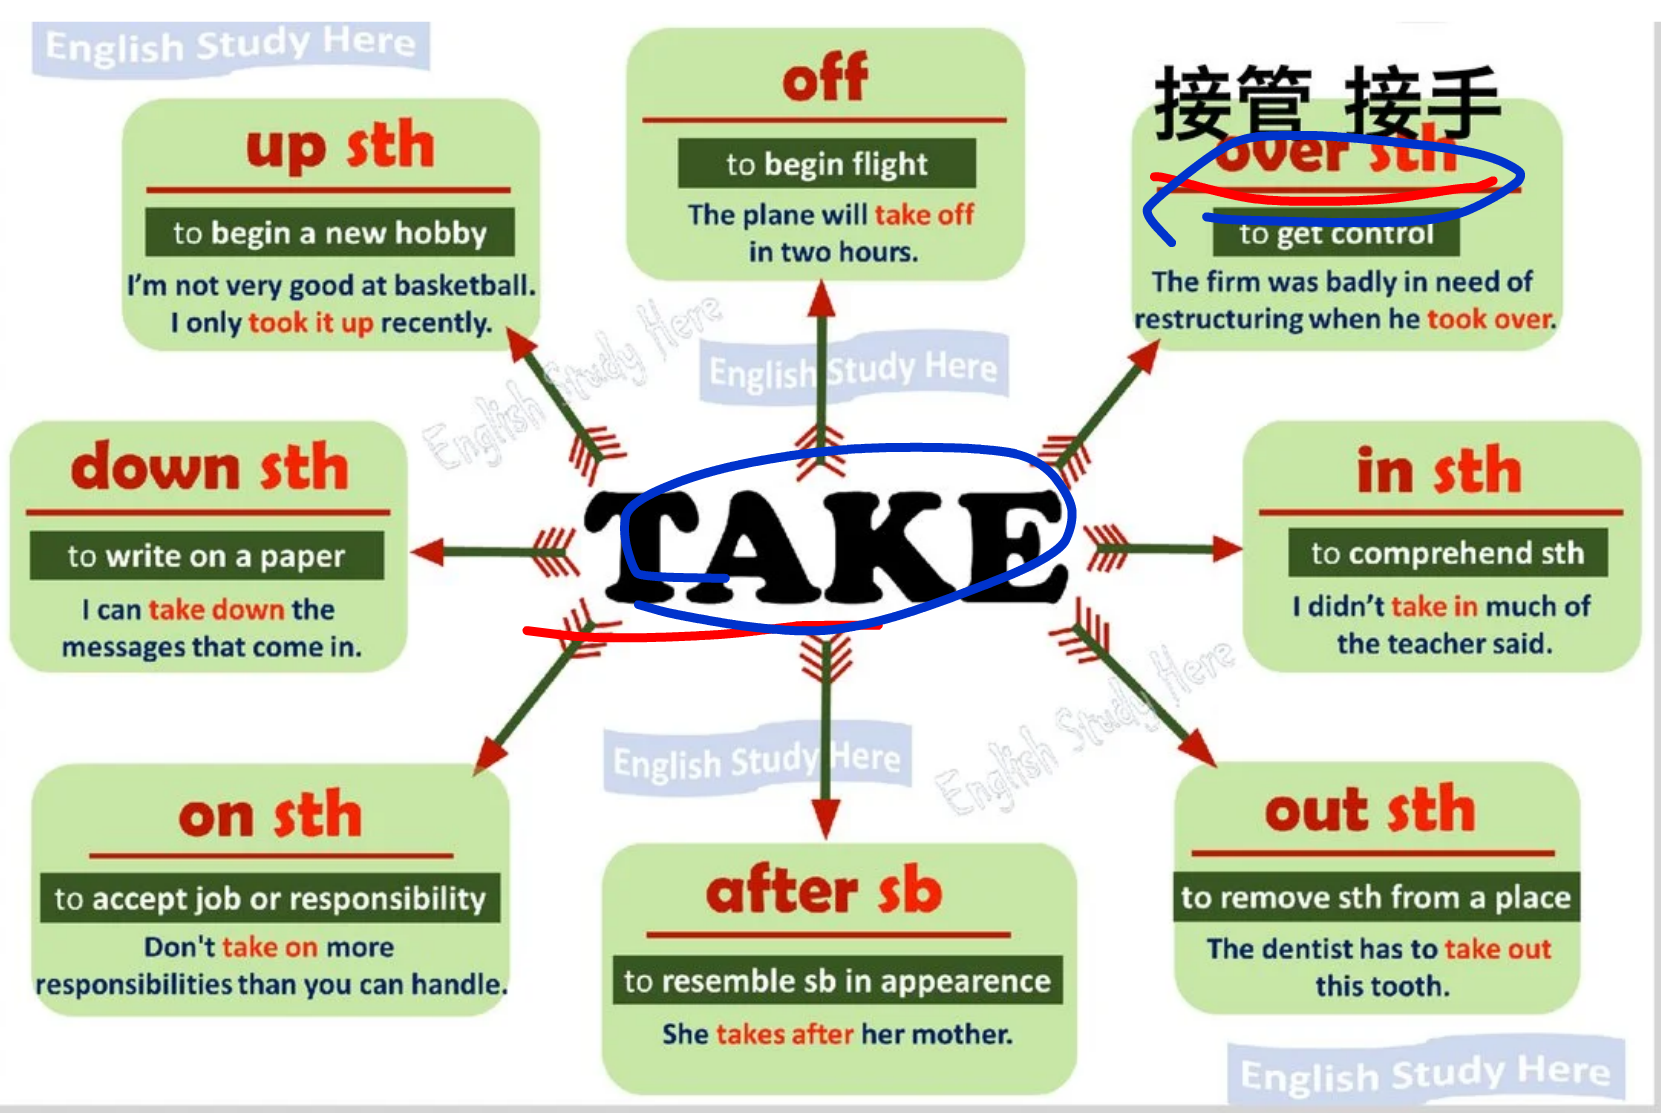 English Study Here
up sth
to begin a new hobby
I'm not very good at basketball.
I only took it up recently.
off
to begin flight
The plane will take off
in two hours.
接管 接手
over sth
to get control
The firm was badly in need of
restructuring when he took over.
English Study Here
English Study Here
down sth
to write on a paper
I can take down the
messages that come in.
TAKE
in sth
to comprehend sth
I didn't take in much of
the teacher said.
English Study Here
English Study Here
on sth
to accept job or responsibility
Don't take on more
responsibilities than you can handle.
after sb
to resemble sb in appearence
She takes after her mother.
out sth
to remove sth from a place
The dentist has to take out
this tooth.
English Study Here